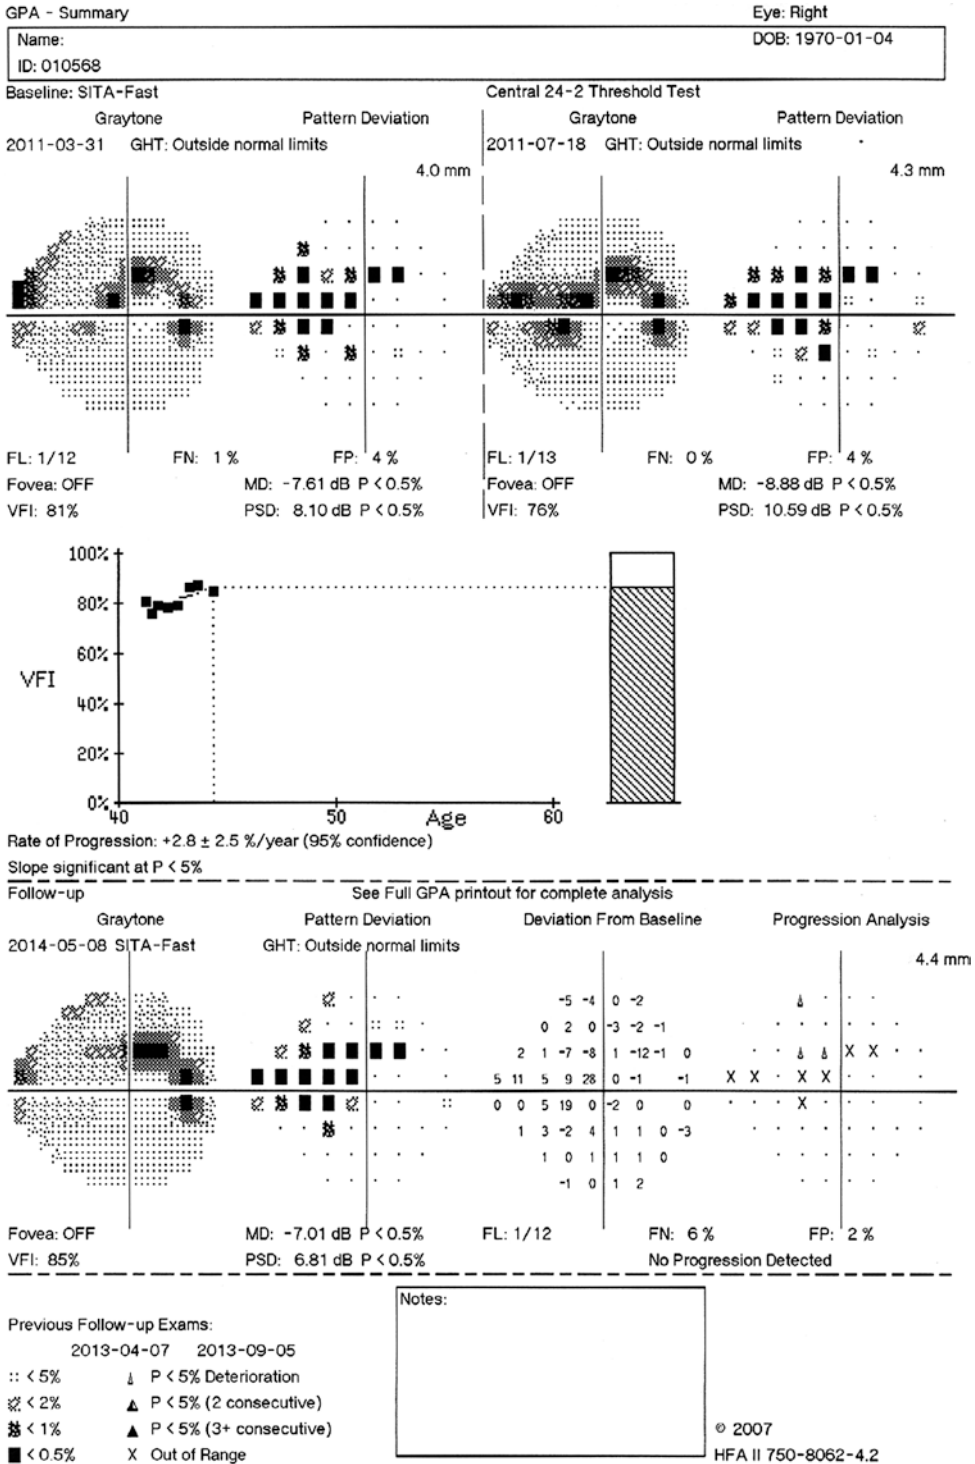 GPA - Summary Eye: Right
Name: DOB: 1970-01-04
ID: 010568
Baseline: SITA-Fast Central 24-2 Threshold Test
Graytone Pattern Deviation Graytone Pattern Deviation
2011-03-31 GHT: Outside normal limits 2011-07-18 GHT: Outside normal limits
4.0 mm 4.3 mm
FL: 1/12 FN: 1 % FP: 4 % FL: 1/13 FN: 0 % FP: 4 %
Fovea: OFF MD: -7.61 dB P < 0.5% Fovea: OFF MD: -8.88 dB P < 0.5%
VFI: 81% PSD: 8.10 dB P < 0.5% VFI: 76% PSD: 10.59 dB P < 0.5%
100%
80%
60%
VFI
40%
20%
0%
40 50 Age 60
Rate of Progression: +2.8 ± 2.5 %/year (95% confidence)
Slope significant at P < 5%
Follow-up See Full GPA printout for complete analysis
Graytone Pattern Deviation Deviation From Baseline Progression Analysis
2014-05-08 SITA-Fast GHT: Outside normal limits
4.4 mm
-5 -4 0 -2
0 2 0 -3 -2 -1
2 1 -7 -8 1 -12 -1 0 X X
5 11 5 9 28 0 -1 -1 X X X X
0 0 5 19 0 -2 0 0 X
1 3 -2 4 1 1 0 -3
1 0 1 1 1 0
-1 0 1 2
Fovea: OFF MD: -7.01 dB P < 0.5% FL: 1/12 FN: 6 % FP: 2 %
VFI: 85% PSD: 6.81 dB P < 0.5% No Progression Detected
Notes:
Previous Follow-up Exams:
2013-04-07 2013-09-05
< 5% P < 5% Deterioration
< 2% P < 5% (2 consecutive)
< 1% P < 5% (3+ consecutive)
< 0.5% X Out of Range
© 2007
HFA II 750-8062-4.2